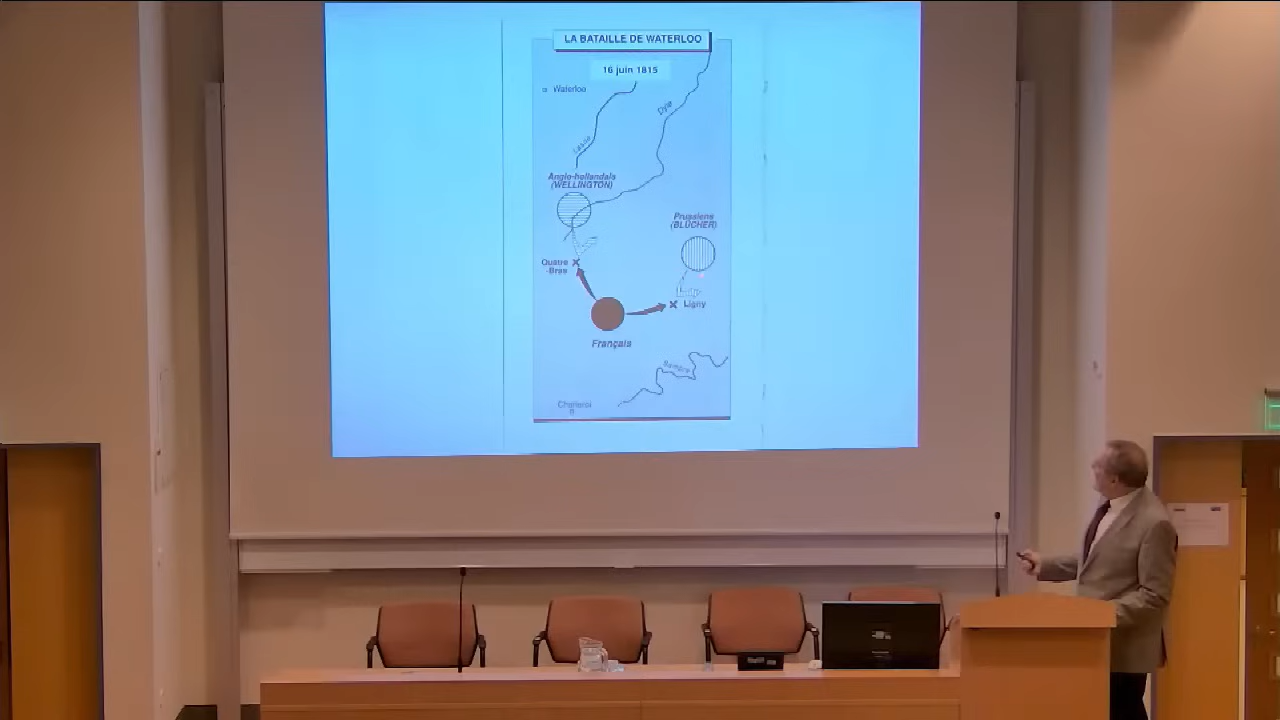 LA BATAILLE DE WATERLOO
16 juin 1815
Waterloo
Dyle
Anglo-hollandais
(WELLINGTON)
Prussiens
(BLÜCHER)
Quatre
-Bras
Ligny
Français
Sambre
Charleroi